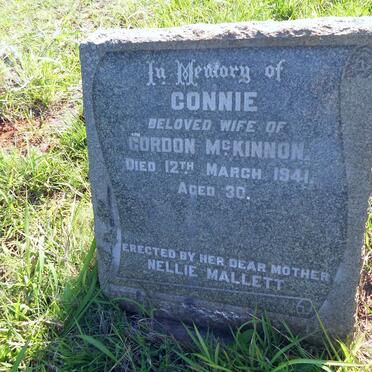 In Memory of
CONNIE
BELOVED WIFE OF
GORDON McKINNON.
DIED 12TH MARCH 1941.
AGED 30.
ERECTED BY HER DEAR MOTHER
NELLIE MALLETT